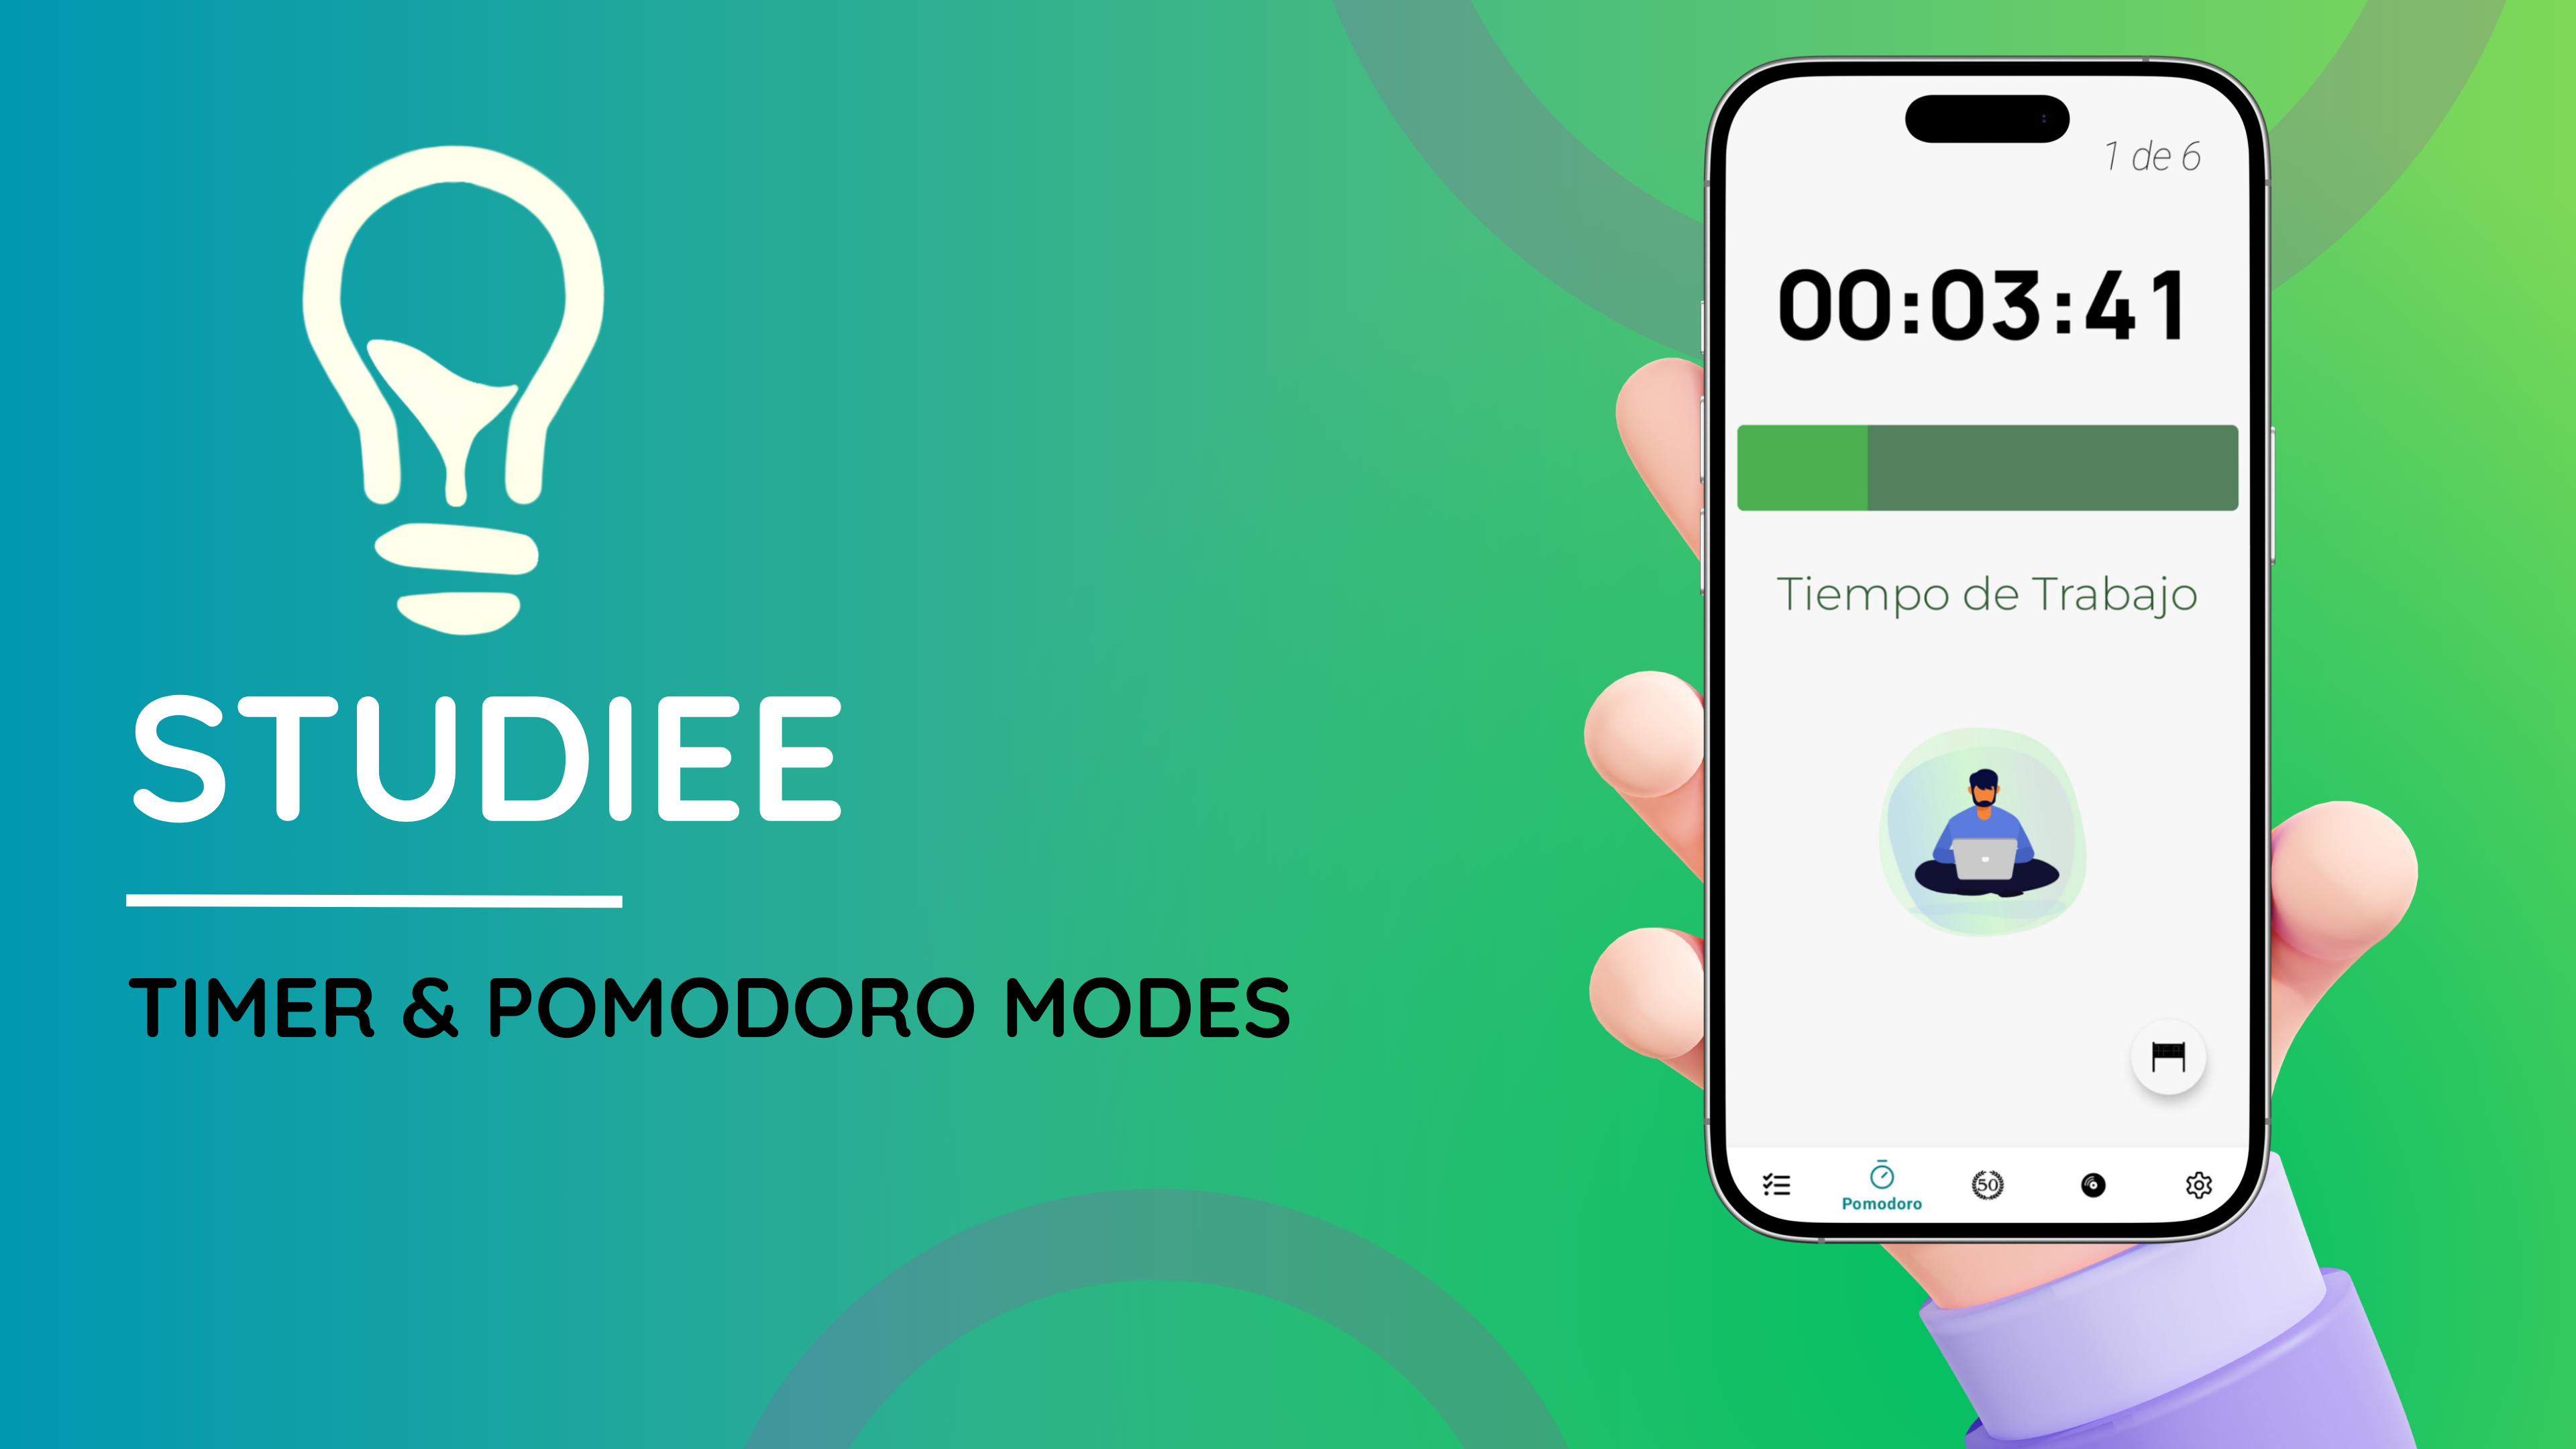 STUDIEE
TIMER & POMODORO MODES
1 de 6
00:03:41
Tiempo de Trabajo
50
Pomodoro